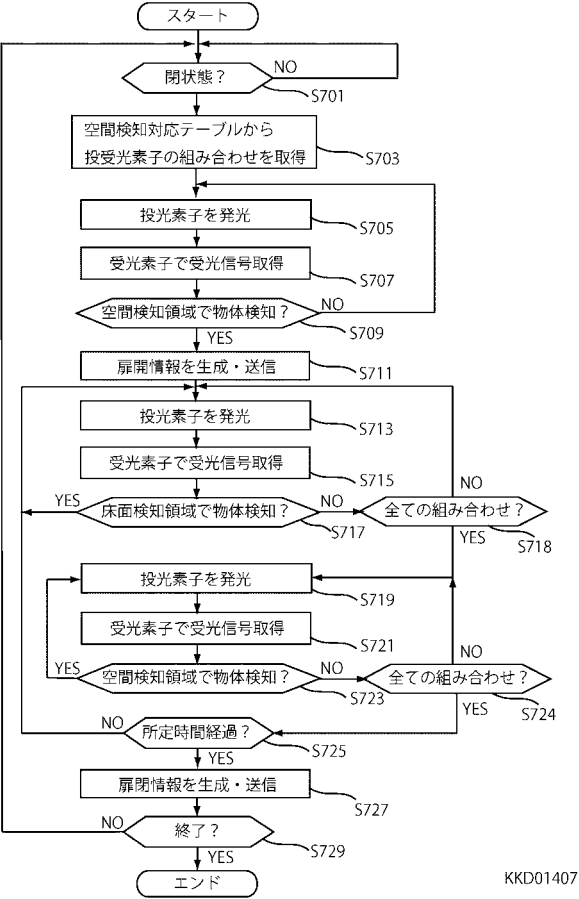 スタート
閉状態？
NO
S701
空間検知対応テーブルから
投受光素子の組み合わせを取得
S703
投光素子を発光
S705
受光素子で受光信号取得
S707
空間検知領域で物体検知？
NO
S709
YES
扉開情報を生成・送信
S711
投光素子を発光
S713
受光素子で受光信号取得
S715
YES
床面検知領域で物体検知？
NO
S717
NO
全ての組み合わせ？
YES
S718
投光素子を発光
S719
受光素子で受光信号取得
S721
YES
空間検知領域で物体検知？
NO
S723
NO
全ての組み合わせ？
YES
S724
NO
所定時間経過？
S725
YES
扉閉情報を生成・送信
S727
NO
終了？
S729
YES
エンド
KKD01407